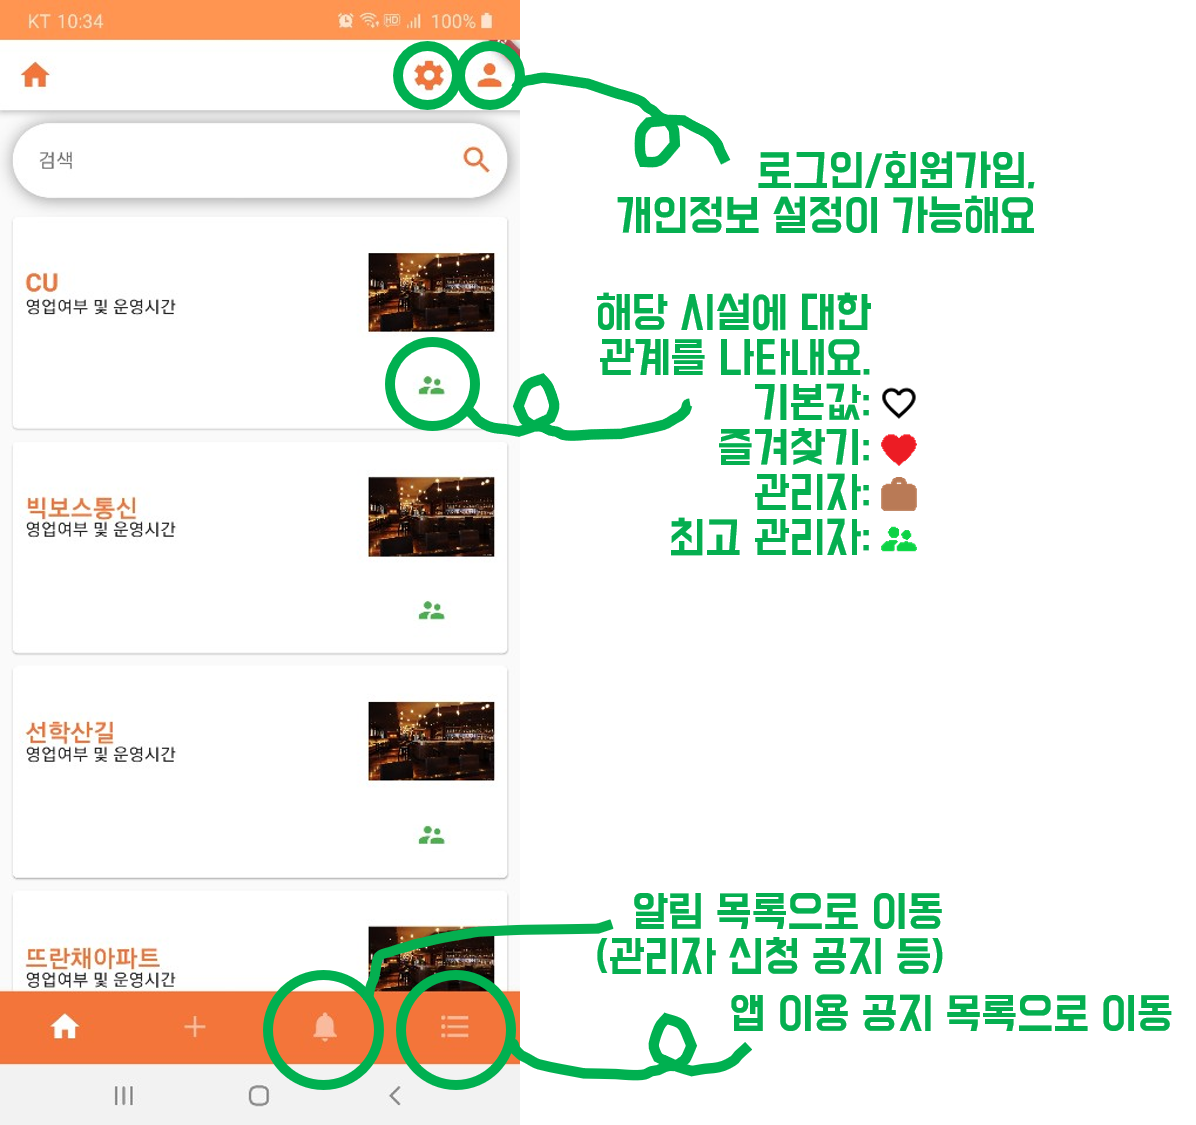 KT 10:34
HD
100%
검색
CU
영업여부 및 운영시간
빅보스통신
영업여부 및 운영시간
선학산길
영업여부 및 운영시간
뜨란채아파트
영업여부 및 운영시간
로그인/회원가입,
개인정보 설정이 가능해요
해당 시설에 대한
관계를 나타내요.
기본값:
즐겨찾기:
관리자:
최고 관리자:
알림 목록으로 이동
(관리자 신청 공지 등)
앱 이용 공지 목록으로 이동